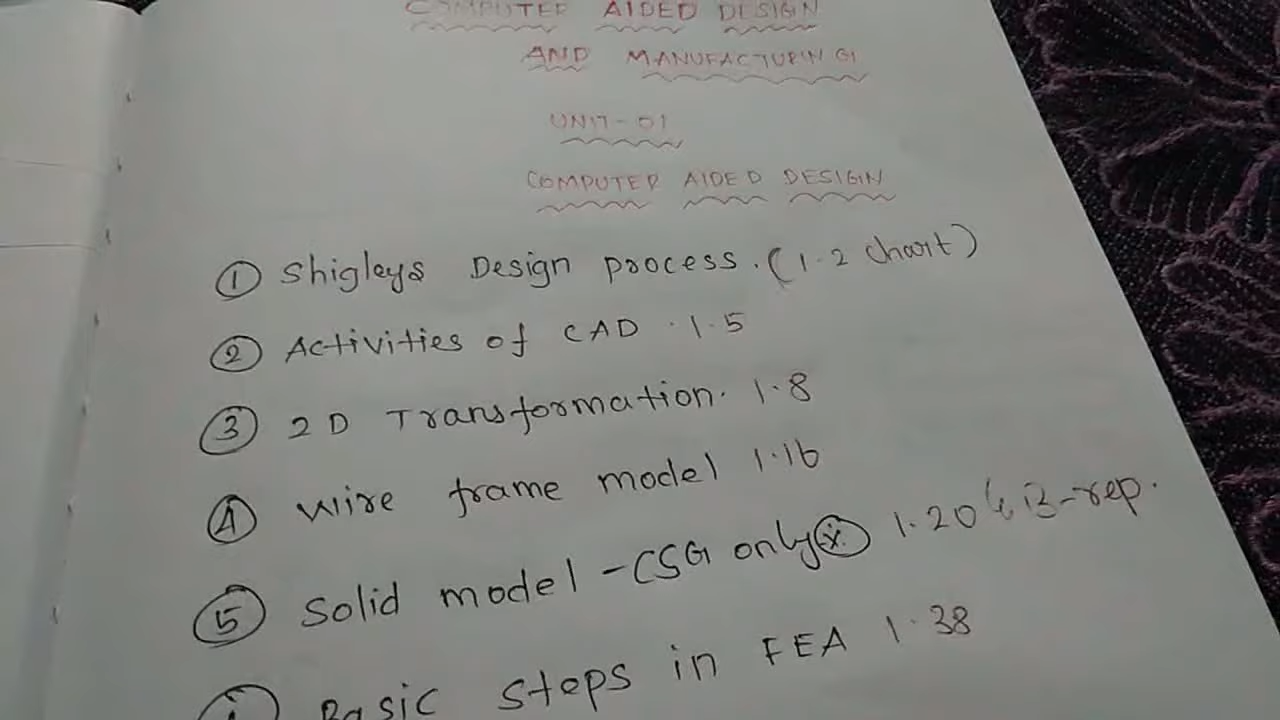 COMPUTER AIDED DESIGN
AND MANUFACTURING
UNIT-01
COMPUTER AIDED DESIGIN
① Shigleys Design process. (1.2 chart)
② Activities of CAD . 1.5
③ 2D Transformation. 1.8
④ Wire frame model 1.16
⑤ Solid model - CSG only 1.20 & B-rep.
Basic steps in FEA 1.38